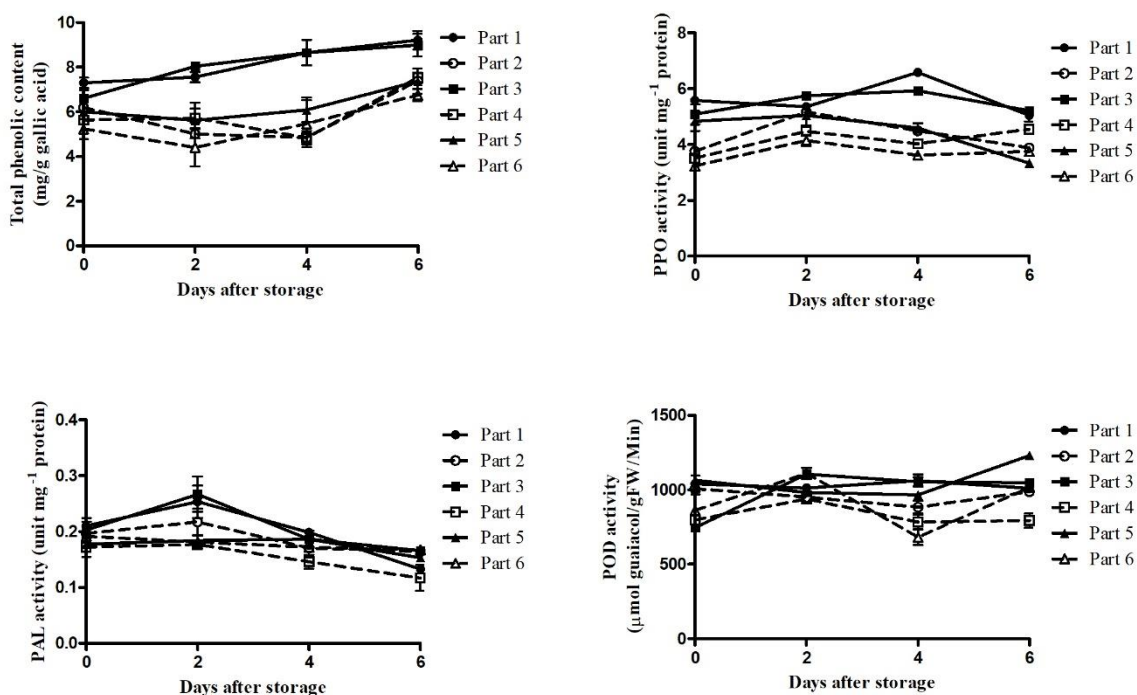 Total phenolic content
(mg/g gallic acid)
10
8
6
4
2
0
0 2 4 6
Days after storage
Part 1
Part 2
Part 3
Part 4
Part 5
Part 6
PPO activity (unit mg⁻¹ protein)
8
6
4
2
0
0 2 4 6
Days after storage
Part 1
Part 2
Part 3
Part 4
Part 5
Part 6
PAL activity (unit mg⁻¹ protein)
0.4
0.3
0.2
0.1
0.0
0 2 4 6
Days after storage
Part 1
Part 2
Part 3
Part 4
Part 5
Part 6
POD activity
(μmol guaiacol/gFW/Min)
1500
1000
500
0
0 2 4 6
Days after storage
Part 1
Part 2
Part 3
Part 4
Part 5
Part 6